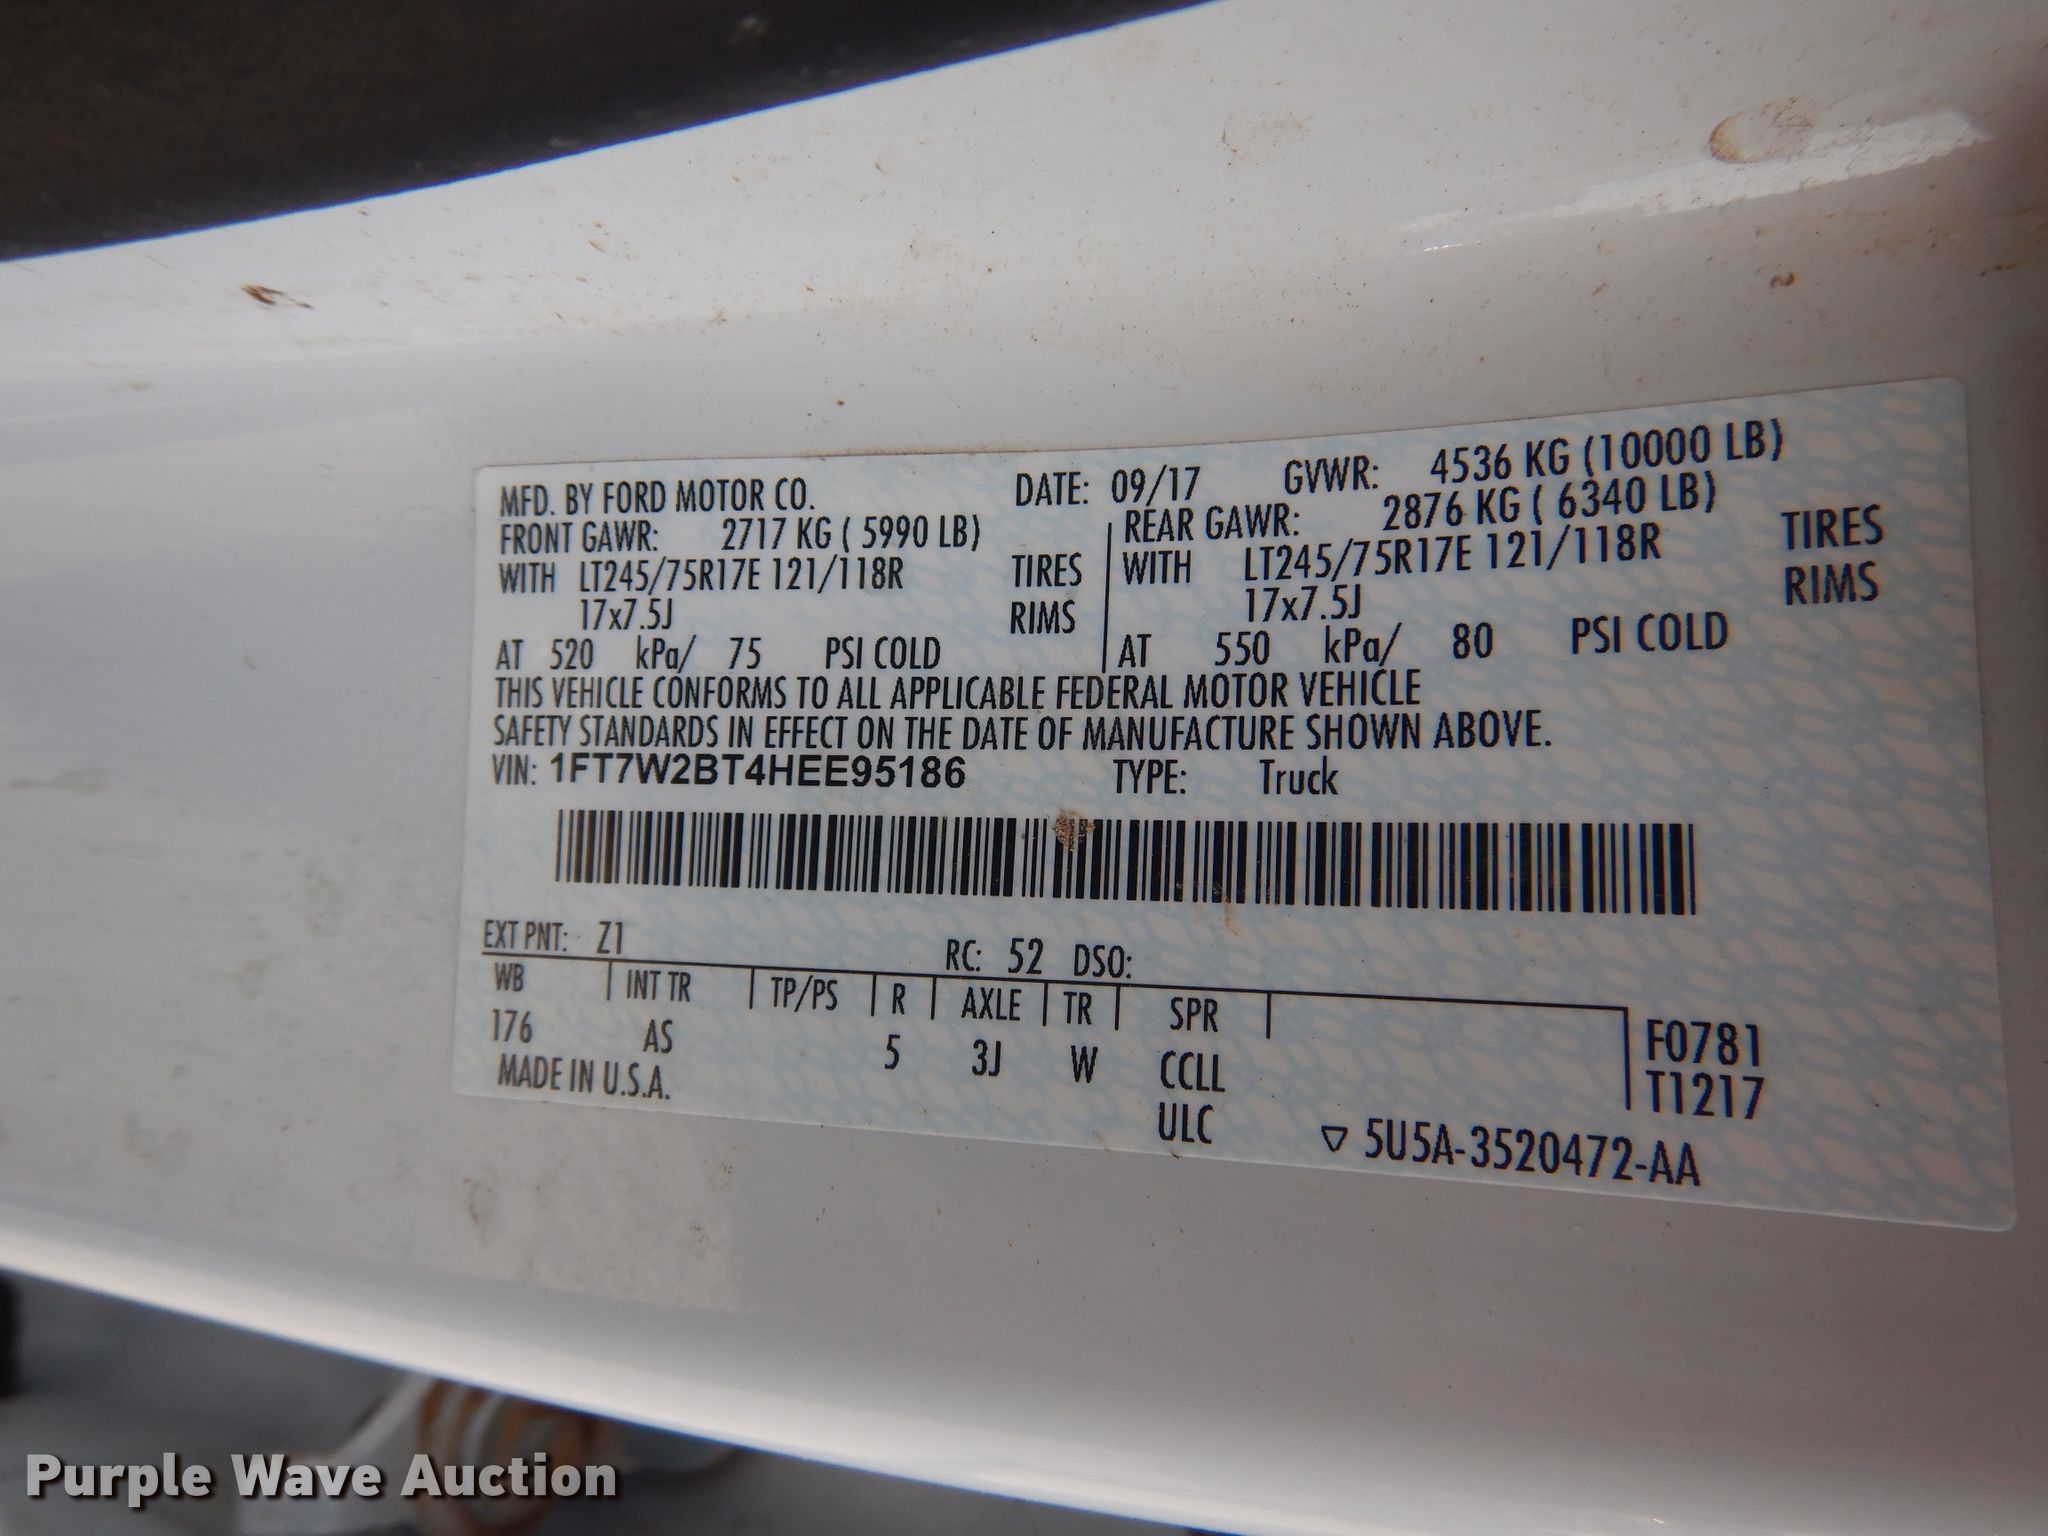 MFD. BY FORD MOTOR CO. DATE: 09/17 GVWR: 4536 KG (10000 LB)
FRONT GAWR: 2717 KG ( 5990 LB) REAR GAWR: 2876 KG ( 6340 LB)
WITH LT245/75R17E 121/118R TIRES WITH LT245/75R17E 121/118R TIRES
17x7.5J RIMS 17x7.5J RIMS
AT 520 kPa/ 75 PSI COLD AT 550 kPa/ 80 PSI COLD
THIS VEHICLE CONFORMS TO ALL APPLICABLE FEDERAL MOTOR VEHICLE
SAFETY STANDARDS IN EFFECT ON THE DATE OF MANUFACTURE SHOWN ABOVE.
VIN: 1FT7W2BT4HEE95186 TYPE: Truck
EXT PNT: Z1 RC: 52 DSO:
WB INT TR TP/PS R AXLE TR SPR
176 AS 5 3J W CCLL F0781
MADE IN U.S.A. ULC T1217
▽ 5U5A-3520472-AA
Purple Wave Auction